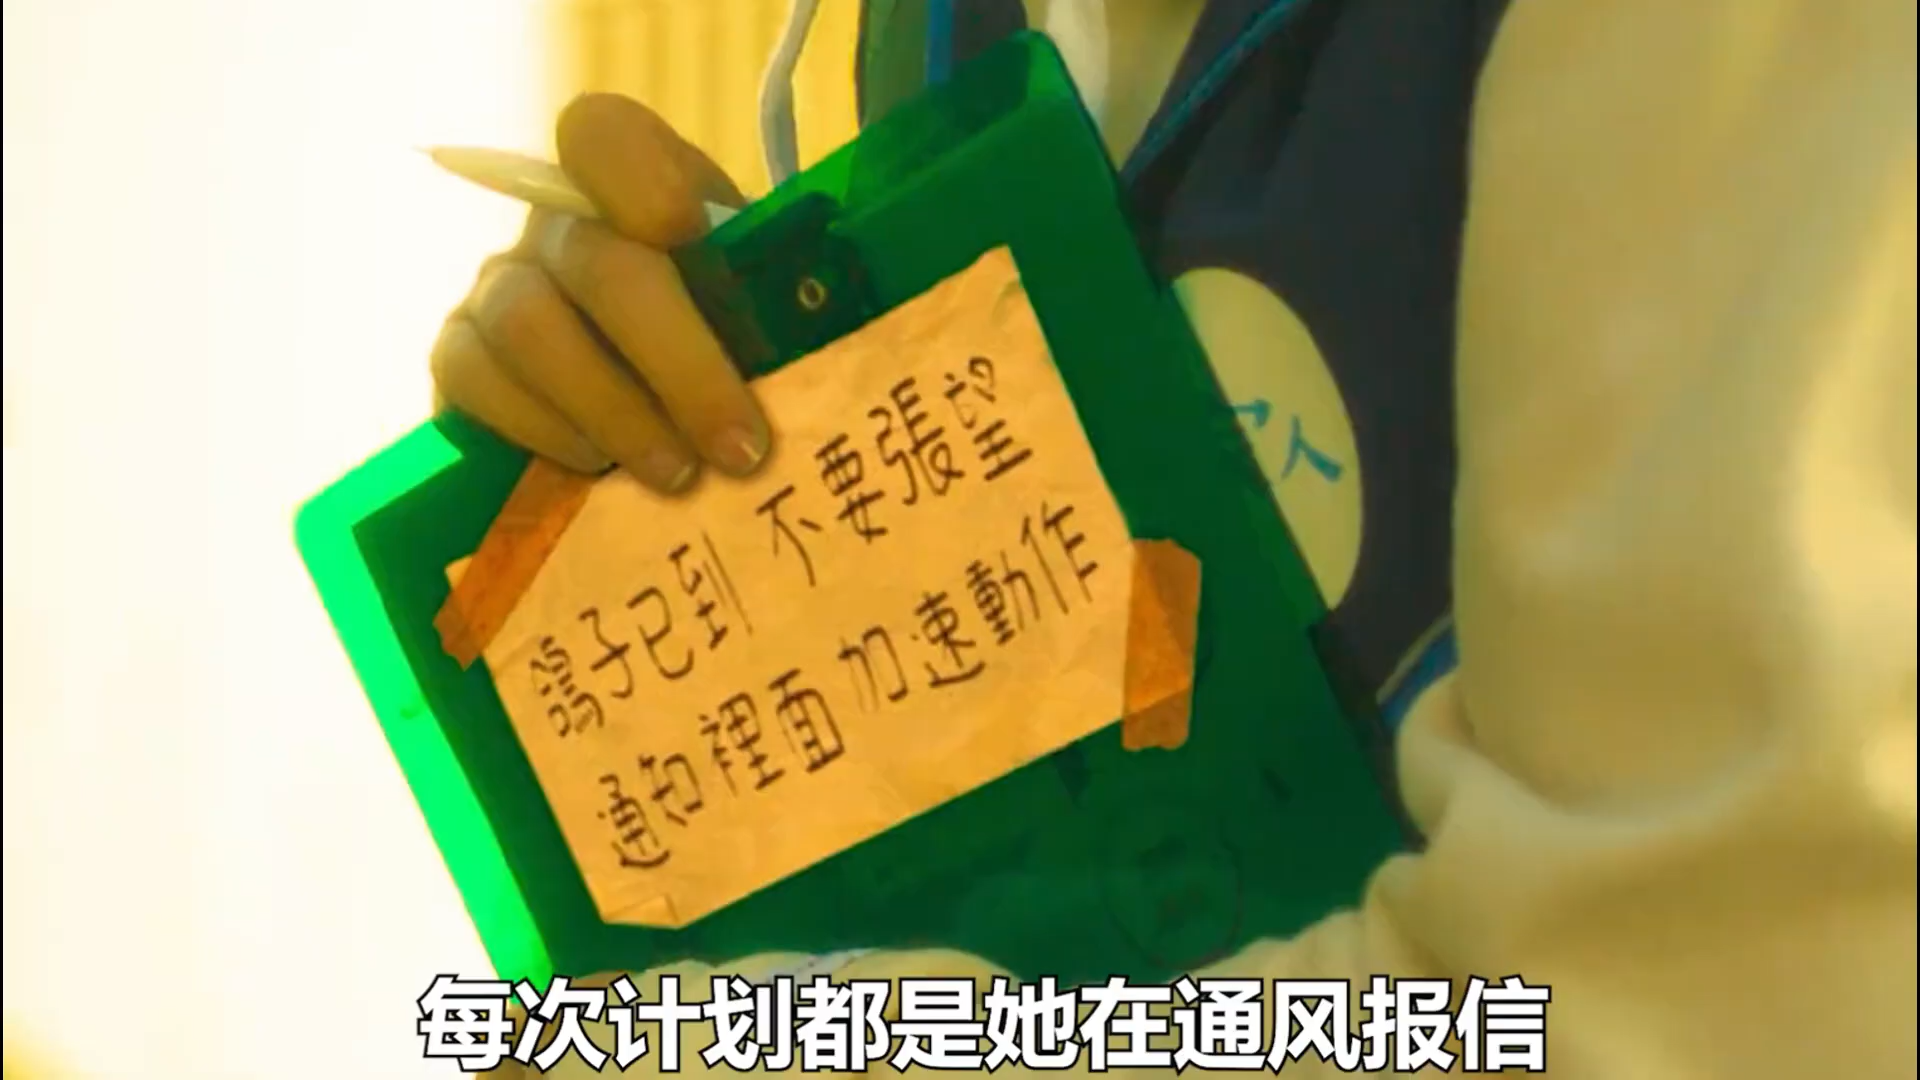 鴿子已到 不要張望
通知裡面 加速動作
每次计划都是她在通风报信